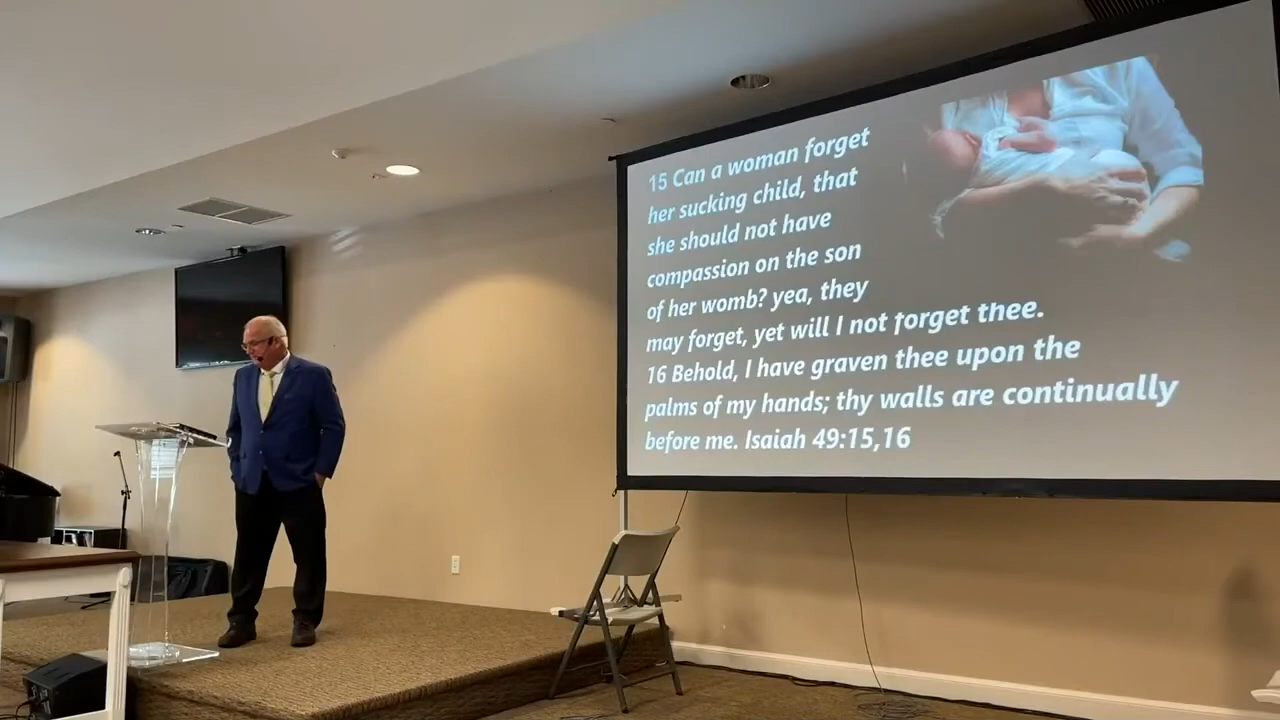 15 Can a woman forget
her sucking child, that
she should not have
compassion on the son
of her womb? yea, they
may forget, yet will I not forget thee.
16 Behold, I have graven thee upon the
palms of my hands; thy walls are continually
before me. Isaiah 49:15,16